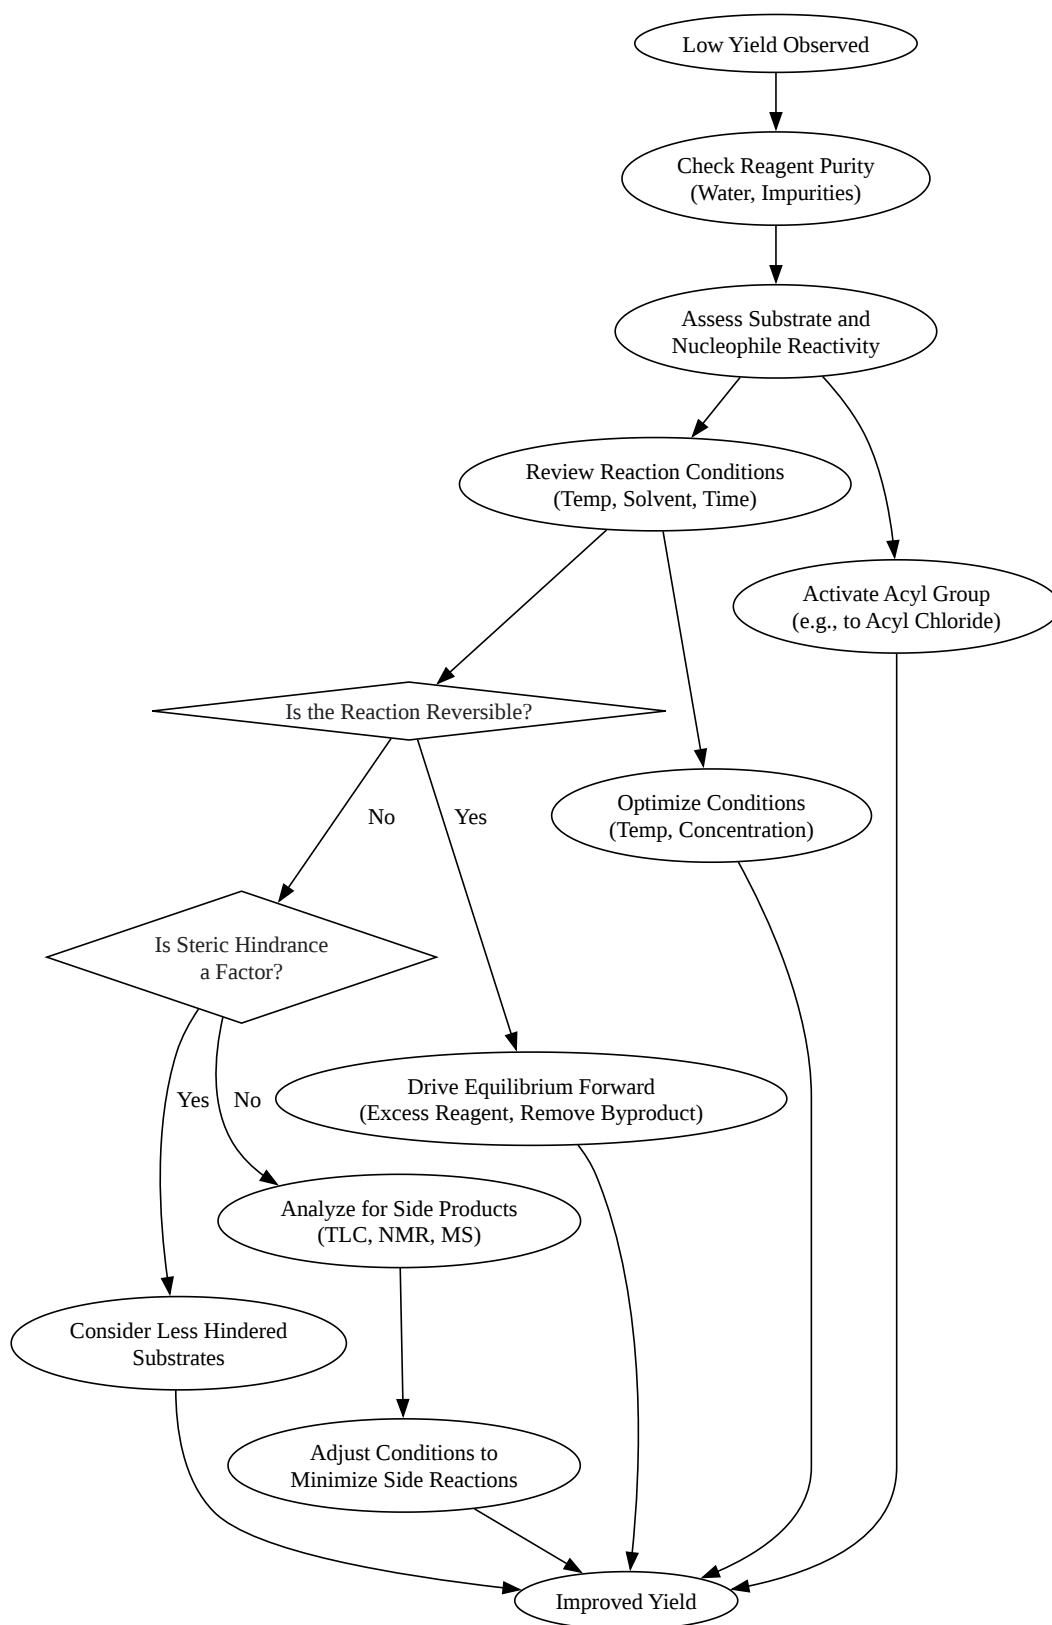 Low Yield Observed
Check Reagent Purity
(Water, Impurities)
Assess Substrate and
Nucleophile Reactivity
Review Reaction Conditions
(Temp, Solvent, Time)
Activate Acyl Group
(e.g., to Acyl Chloride)
Is the Reaction Reversible?
No
Yes
Optimize Conditions
(Temp, Concentration)
Is Steric Hindrance
a Factor?
Yes
No
Drive Equilibrium Forward
(Excess Reagent, Remove Byproduct)
Analyze for Side Products
(TLC, NMR, MS)
Consider Less Hindered
Substrates
Adjust Conditions to
Minimize Side Reactions
Improved Yield